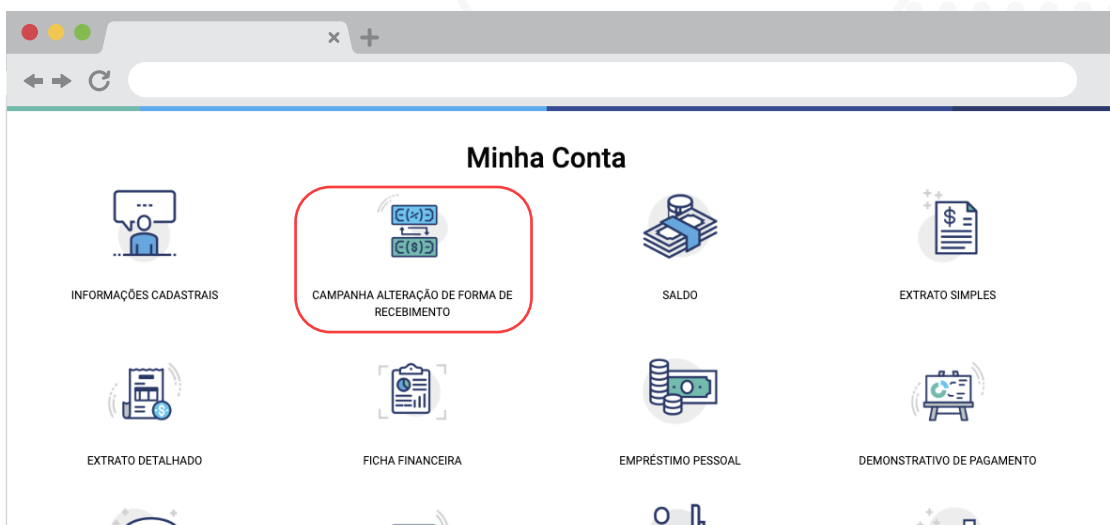 Minha Conta
INFORMAÇÕES CADASTRAIS
CAMPANHA ALTERAÇÃO DE FORMA DE
RECEBIMENTO
SALDO
EXTRATO SIMPLES
EXTRATO DETALHADO
FICHA FINANCEIRA
EMPRÉSTIMO PESSOAL
DEMONSTRATIVO DE PAGAMENTO